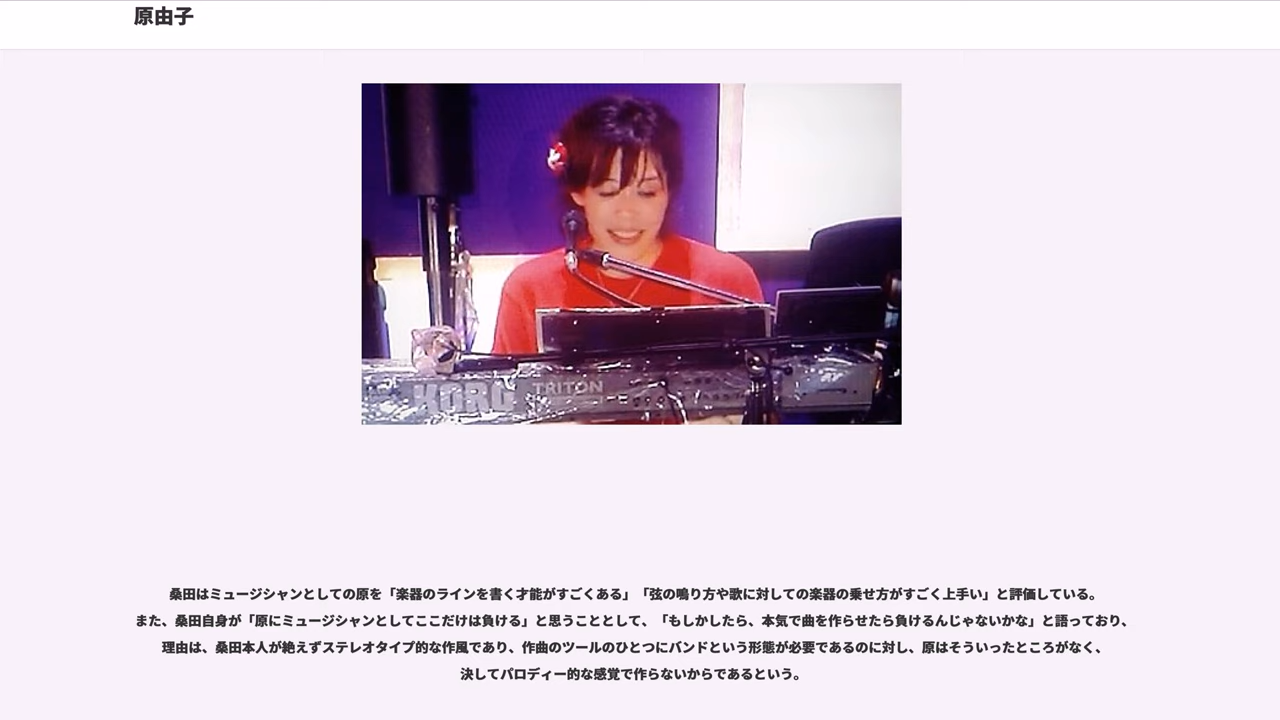 原由子
KORG TRITON
桑田はミュージシャンとしての原を「楽器のラインを書く才能がすごくある」「弦の鳴り方や歌に対しての楽器の乗せ方がすごく上手い」と評価している。
また、桑田自身が「原にミュージシャンとしてここだけは負ける」と思うこととして、「もしかしたら、本気で曲を作らせたら負けるんじゃないかな」と語っており、
理由は、桑田本人が絶えずステレオタイプ的な作風であり、作曲のツールのひとつにバンドという形態が必要であるのに対し、原はそういったところがなく、
決してパロディー的な感覚で作らないからであるという。